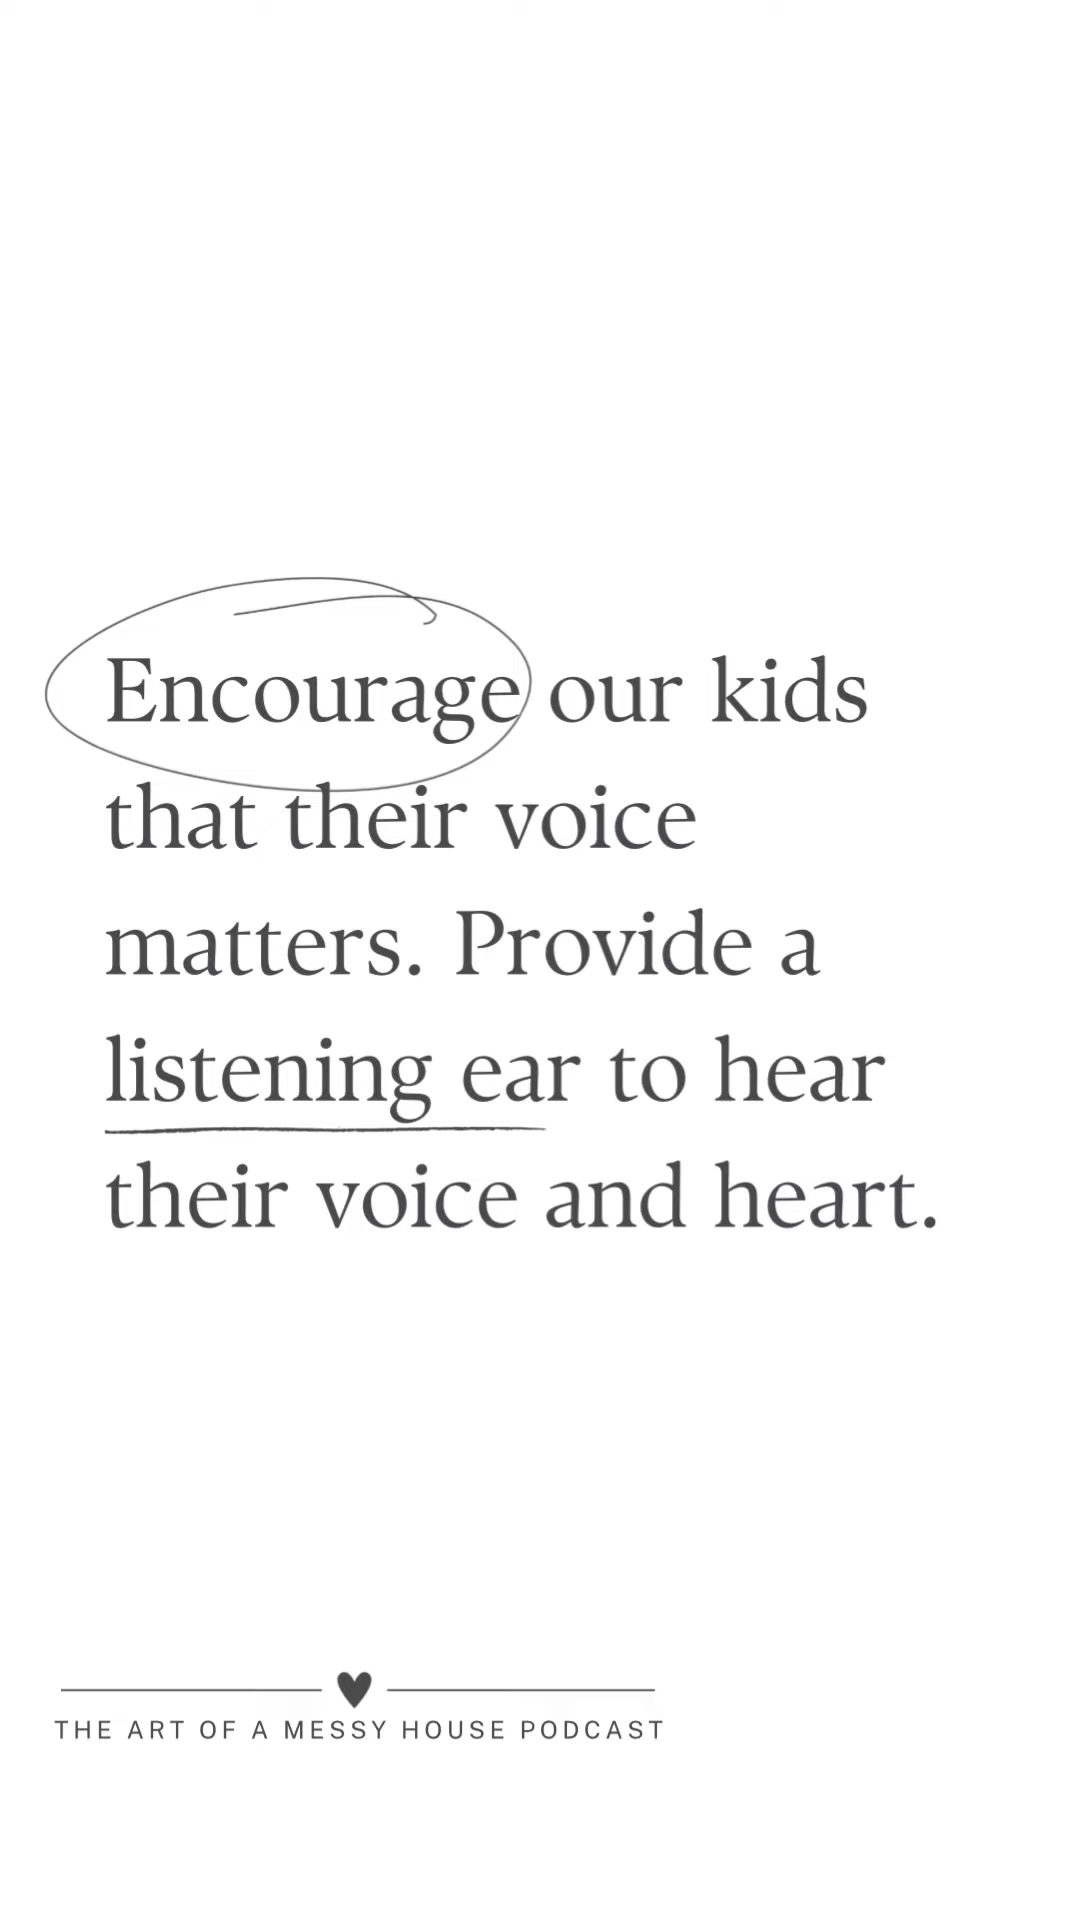 Encourage our kids
that their voice
matters. Provide a
listening ear to hear
their voice and heart.
THE ART OF A MESSY HOUSE PODCAST